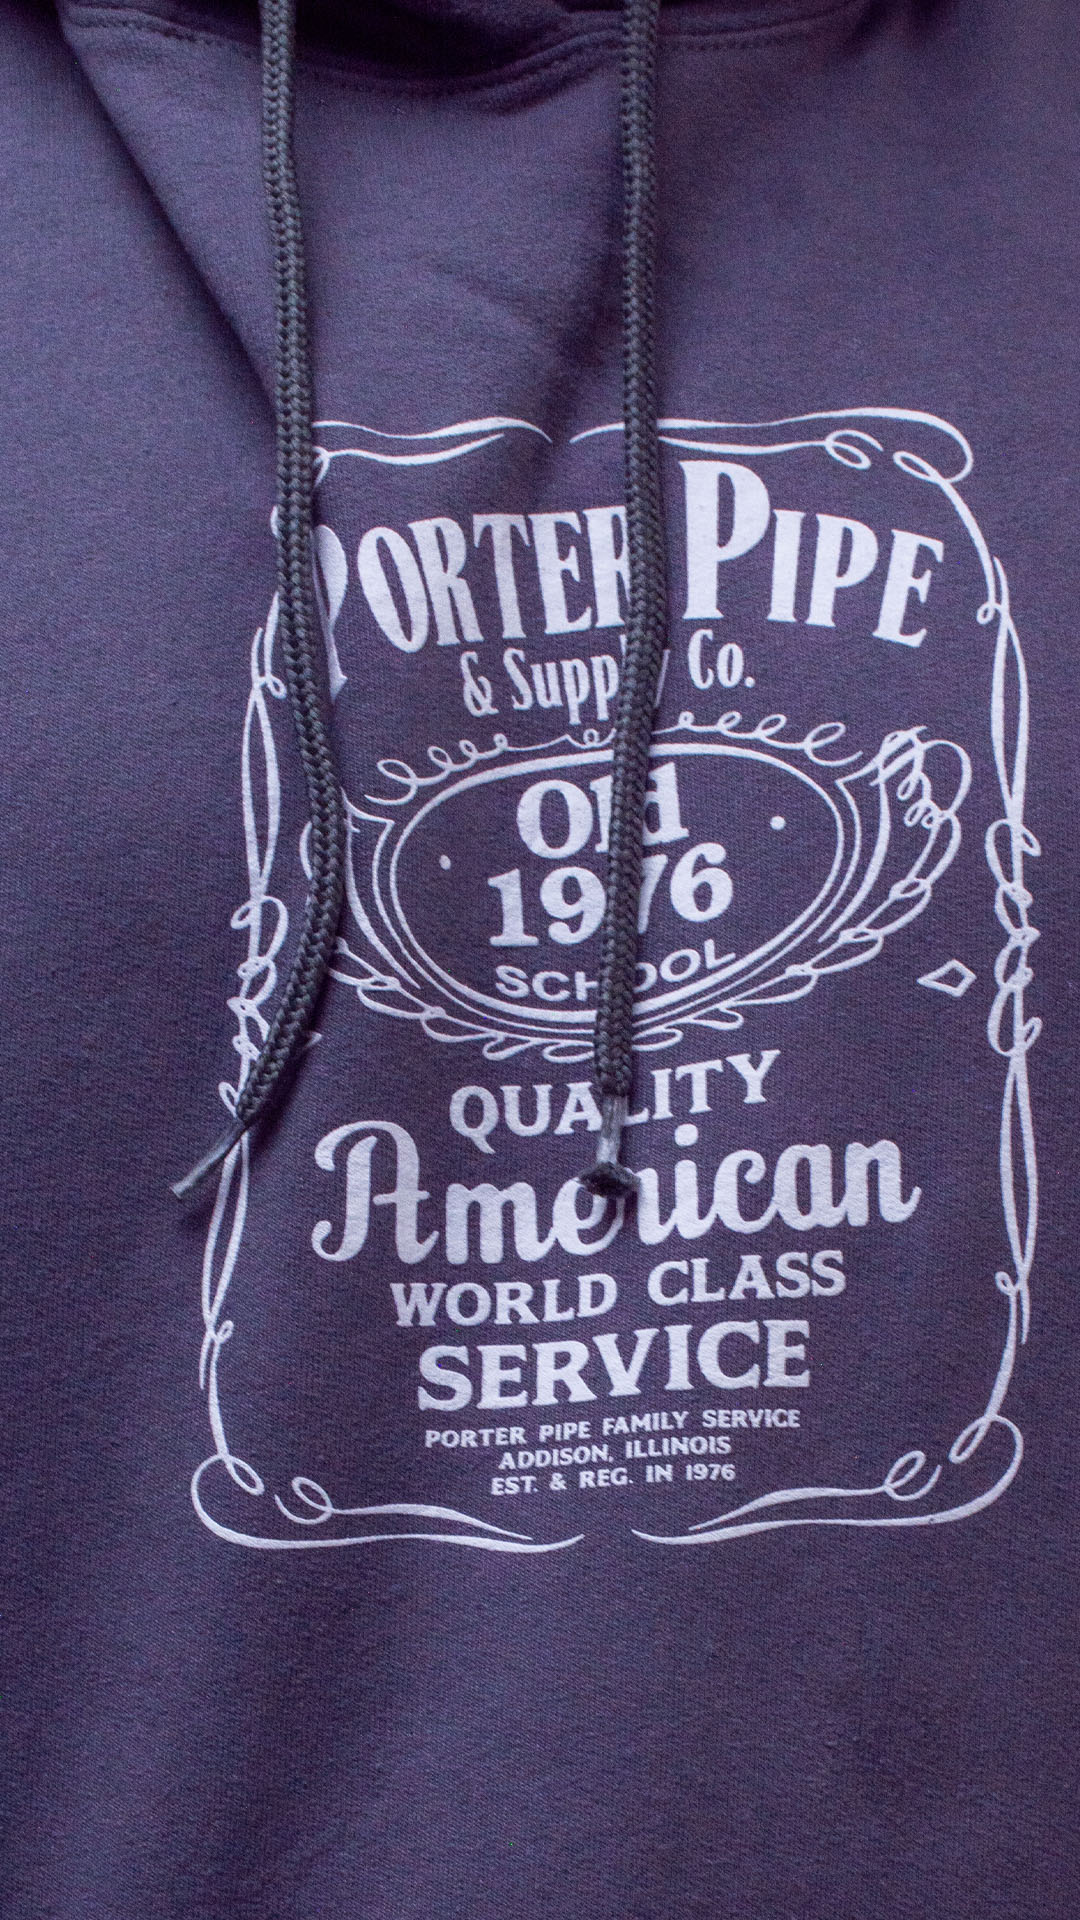 PORTER PIPE
& Supply Co.
Old
1976
SCHOOL
QUALITY
American
WORLD CLASS
SERVICE
PORTER PIPE FAMILY SERVICE
ADDISON, ILLINOIS
EST. & REG. IN 1976